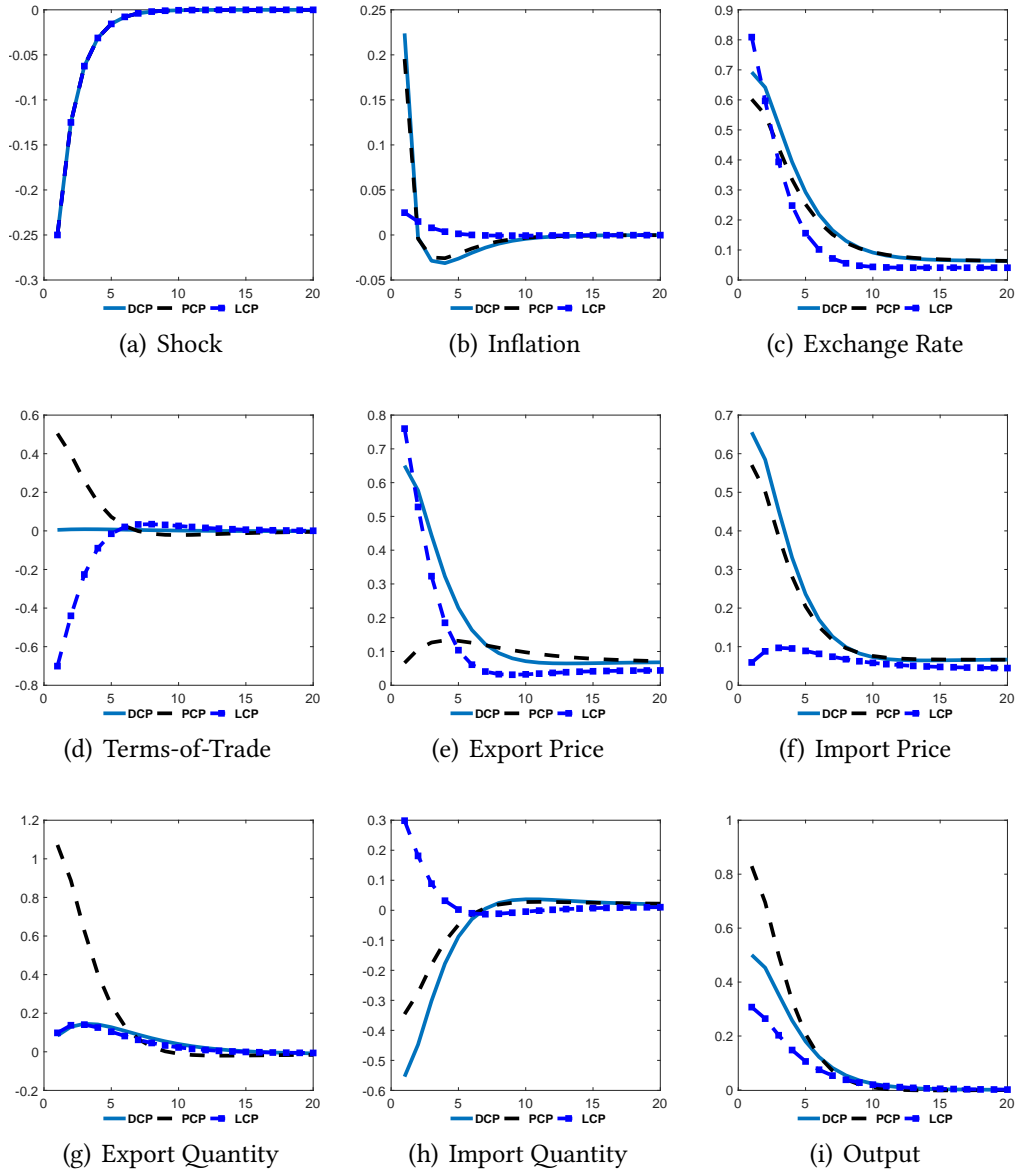 0
-0.05
-0.1
-0.15
-0.2
-0.25
-0.3
0 5 10 15 20
DCP PCP LCP
(a) Shock
0.25
0.2
0.15
0.1
0.05
0
-0.05
0 5 10 15 20
DCP PCP LCP
(b) Inflation
0.9
0.8
0.7
0.6
0.5
0.4
0.3
0.2
0.1
0
0 5 10 15 20
DCP PCP LCP
(c) Exchange Rate
0.6
0.4
0.2
0
-0.2
-0.4
-0.6
-0.8
0 5 10 15 20
DCP PCP LCP
(d) Terms-of-Trade
0.8
0.7
0.6
0.5
0.4
0.3
0.2
0.1
0
0 5 10 15 20
DCP PCP LCP
(e) Export Price
0.7
0.6
0.5
0.4
0.3
0.2
0.1
0
0 5 10 15 20
DCP PCP LCP
(f) Import Price
1.2
1
0.8
0.6
0.4
0.2
0
-0.2
0 5 10 15 20
DCP PCP LCP
(g) Export Quantity
0.3
0.2
0.1
0
-0.1
-0.2
-0.3
-0.4
-0.5
-0.6
0 5 10 15 20
DCP PCP LCP
(h) Import Quantity
1
0.8
0.6
0.4
0.2
0
0 5 10 15 20
DCP PCP LCP
(i) Output